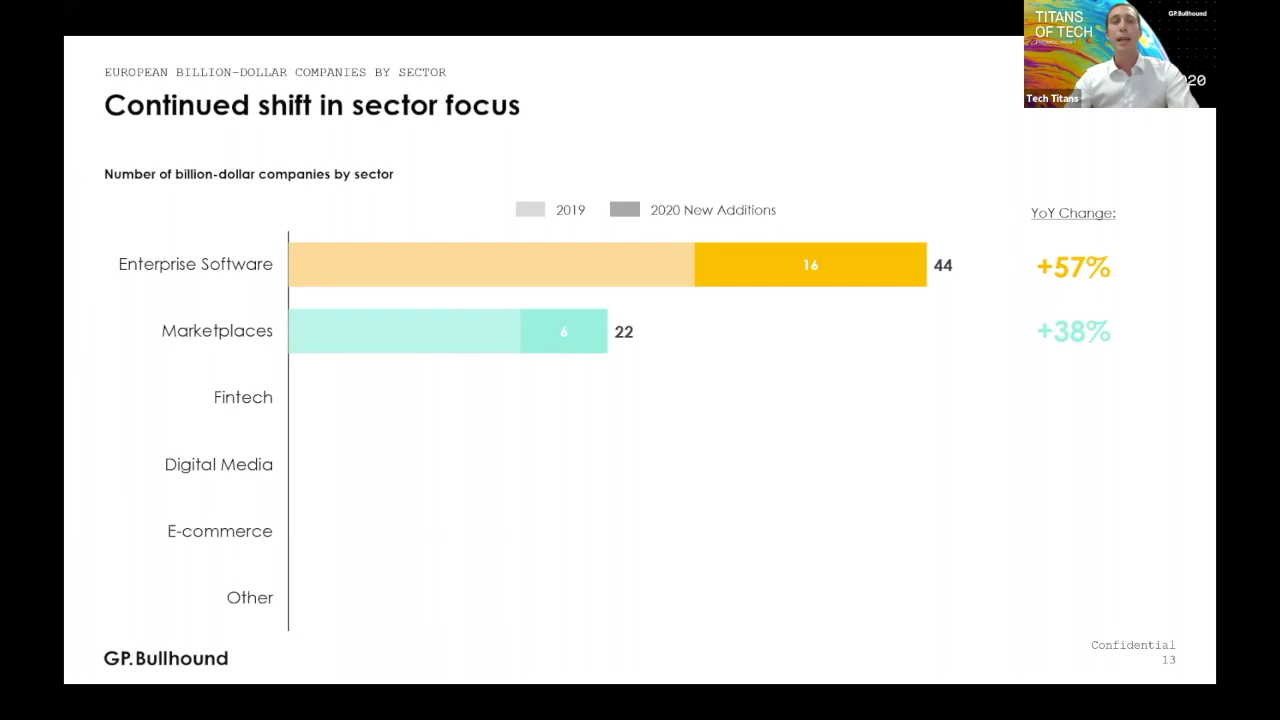 TITANS
OF TECH
GP.Bullhound
20
Tech Titans
EUROPEAN BILLION-DOLLAR COMPANIES BY SECTOR
Continued shift in sector focus
Number of billion-dollar companies by sector
2019 2020 New Additions
YoY Change:
Enterprise Software 16 44 +57%
Marketplaces 6 22 +38%
Fintech
Digital Media
E-commerce
Other
GP.Bullhound
Confidential
13